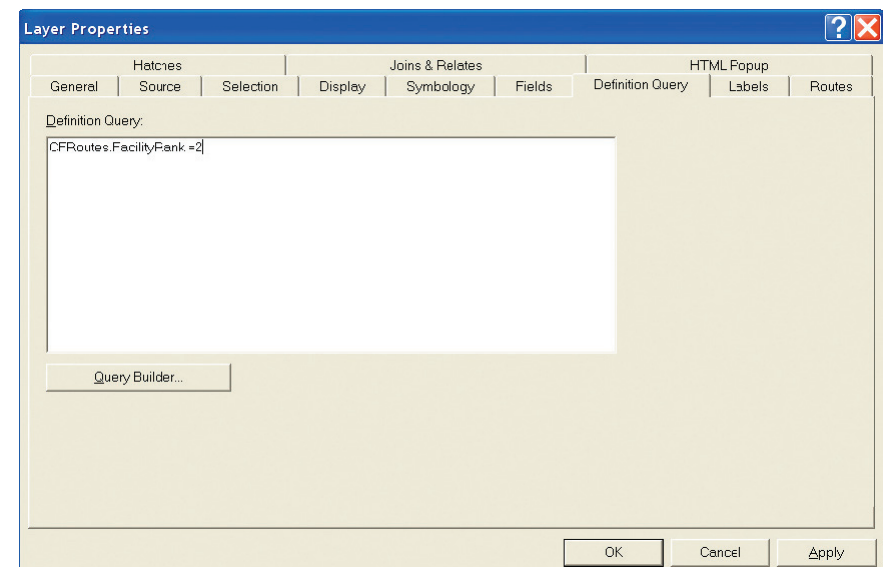 Layer Properties
Hatches Joins & Relates HTML Popup
General Source Selection Display Symbology Fields Definition Query Labels Routes
Definition Query:
CFRoutes.FacilityRank =2
Query Builder...
OK Cancel Apply